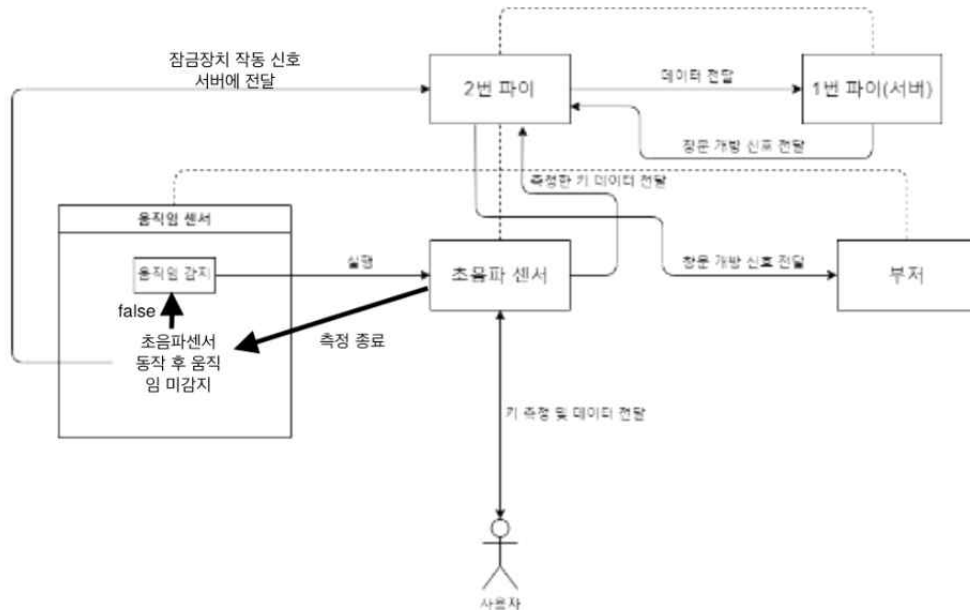 잠금장치 작동 신호
서버에 전달
2번 파이
데이터 전달
1번 파이(서버)
창문 개방 신호 전달
측정한 키 데이터 전달
움직임 센서
움직임 감지
실행
초음파 센서
창문 개방 신호 전달
부저
false
초음파센서
동작 후 움직
임 미감지
측정 종료
키 측정 및 데이터 전달
사용자